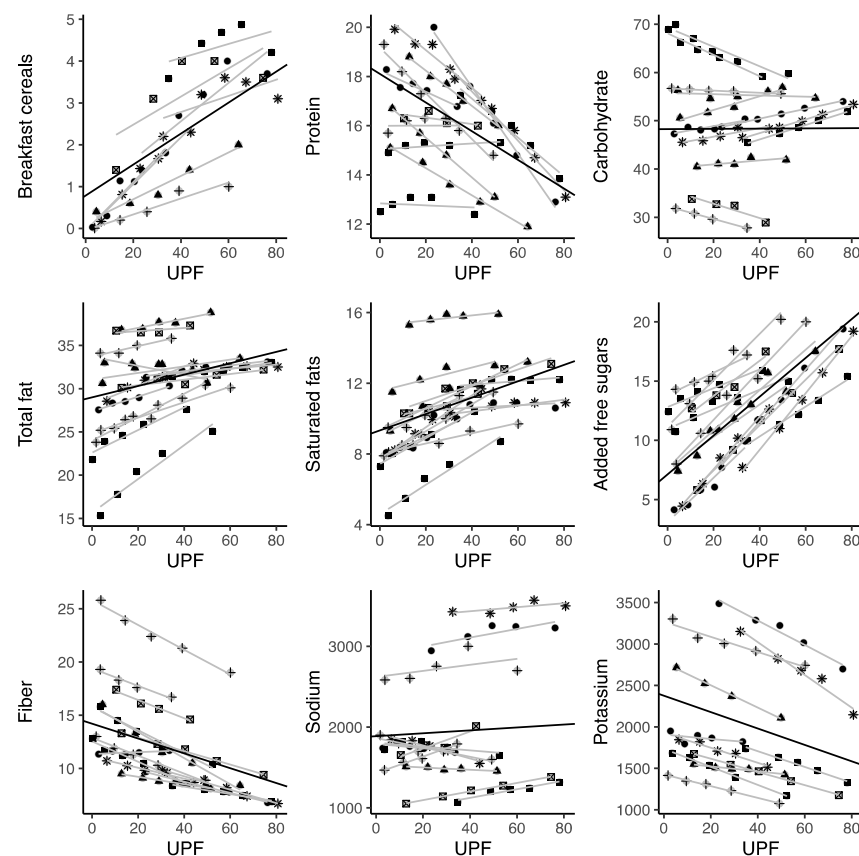 Breakfast cereals
5
4
3
2
1
0
0 20 40 60 80
UPF
Protein
20
18
16
14
12
0 20 40 60 80
UPF
Carbohydrate
70
60
50
40
30
0 20 40 60 80
UPF
Total fat
35
30
25
20
15
0 20 40 60 80
UPF
Saturated fats
16
12
8
4
0 20 40 60 80
UPF
Added free sugars
20
15
10
5
0 20 40 60 80
UPF
Fiber
25
20
15
10
0 20 40 60 80
UPF
Sodium
3000
2000
1000
0 20 40 60 80
UPF
Potassium
3500
3000
2500
2000
1500
1000
0 20 40 60 80
UPF